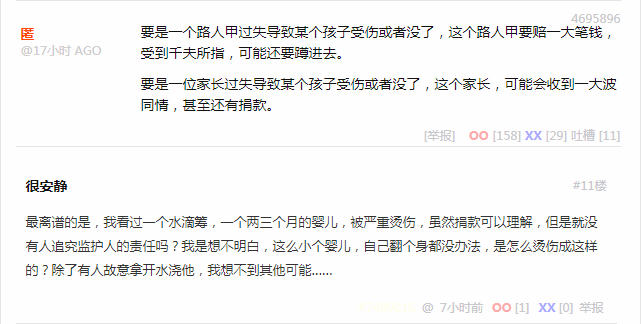 4695896
匿
@17小时 AGO
要是一个路人甲过失导致某个孩子受伤或者没了，这个路人甲要赔一大笔钱，
受到千夫所指，可能还要蹲进去。
要是一位家长过失导致某个孩子受伤或者没了，这个家长，可能会收到一大波
同情，甚至还有捐款。
[举报] OO [158] XX [29] 吐槽 [11]
很安静 #11楼
最离谱的是，我看过一个水滴筹，一个两三个月的婴儿，被严重烫伤，虽然捐款可以理解，但是就没
有人追究监护人的责任吗？我是想不明白，这么小个婴儿，自己翻个身都没办法，是怎么烫伤成这样
的？除了有人故意拿开水浇他，我想不到其他可能......
@ 7小时前 OO [1] XX [0] 举报